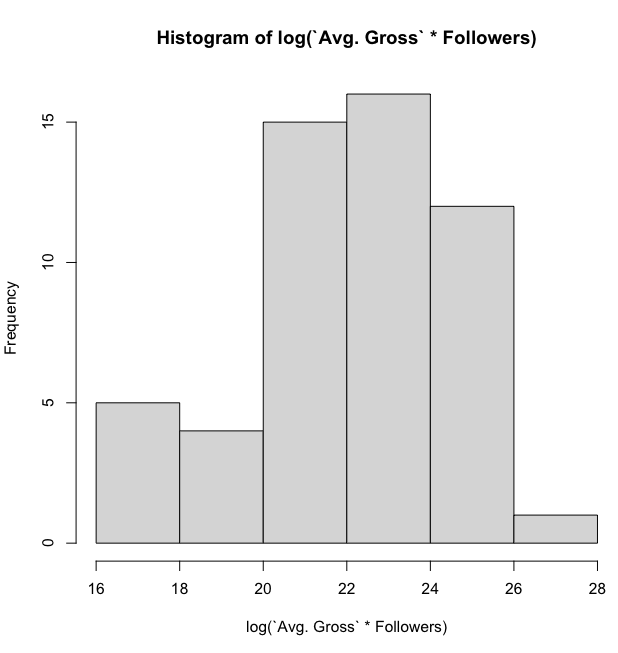 Histogram of log(`Avg. Gross` * Followers)
15
10
5
0
Frequency
16 18 20 22 24 26 28
log(`Avg. Gross` * Followers)